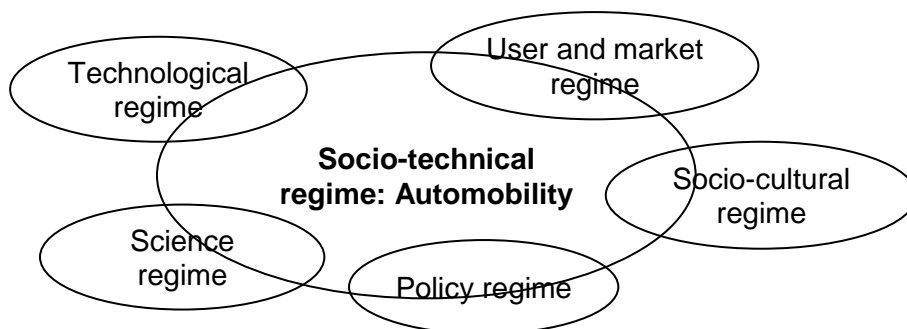 Technological
regime
User and market
regime
Socio-technical
regime: Automobility
Socio-cultural
regime
Science
regime
Policy regime